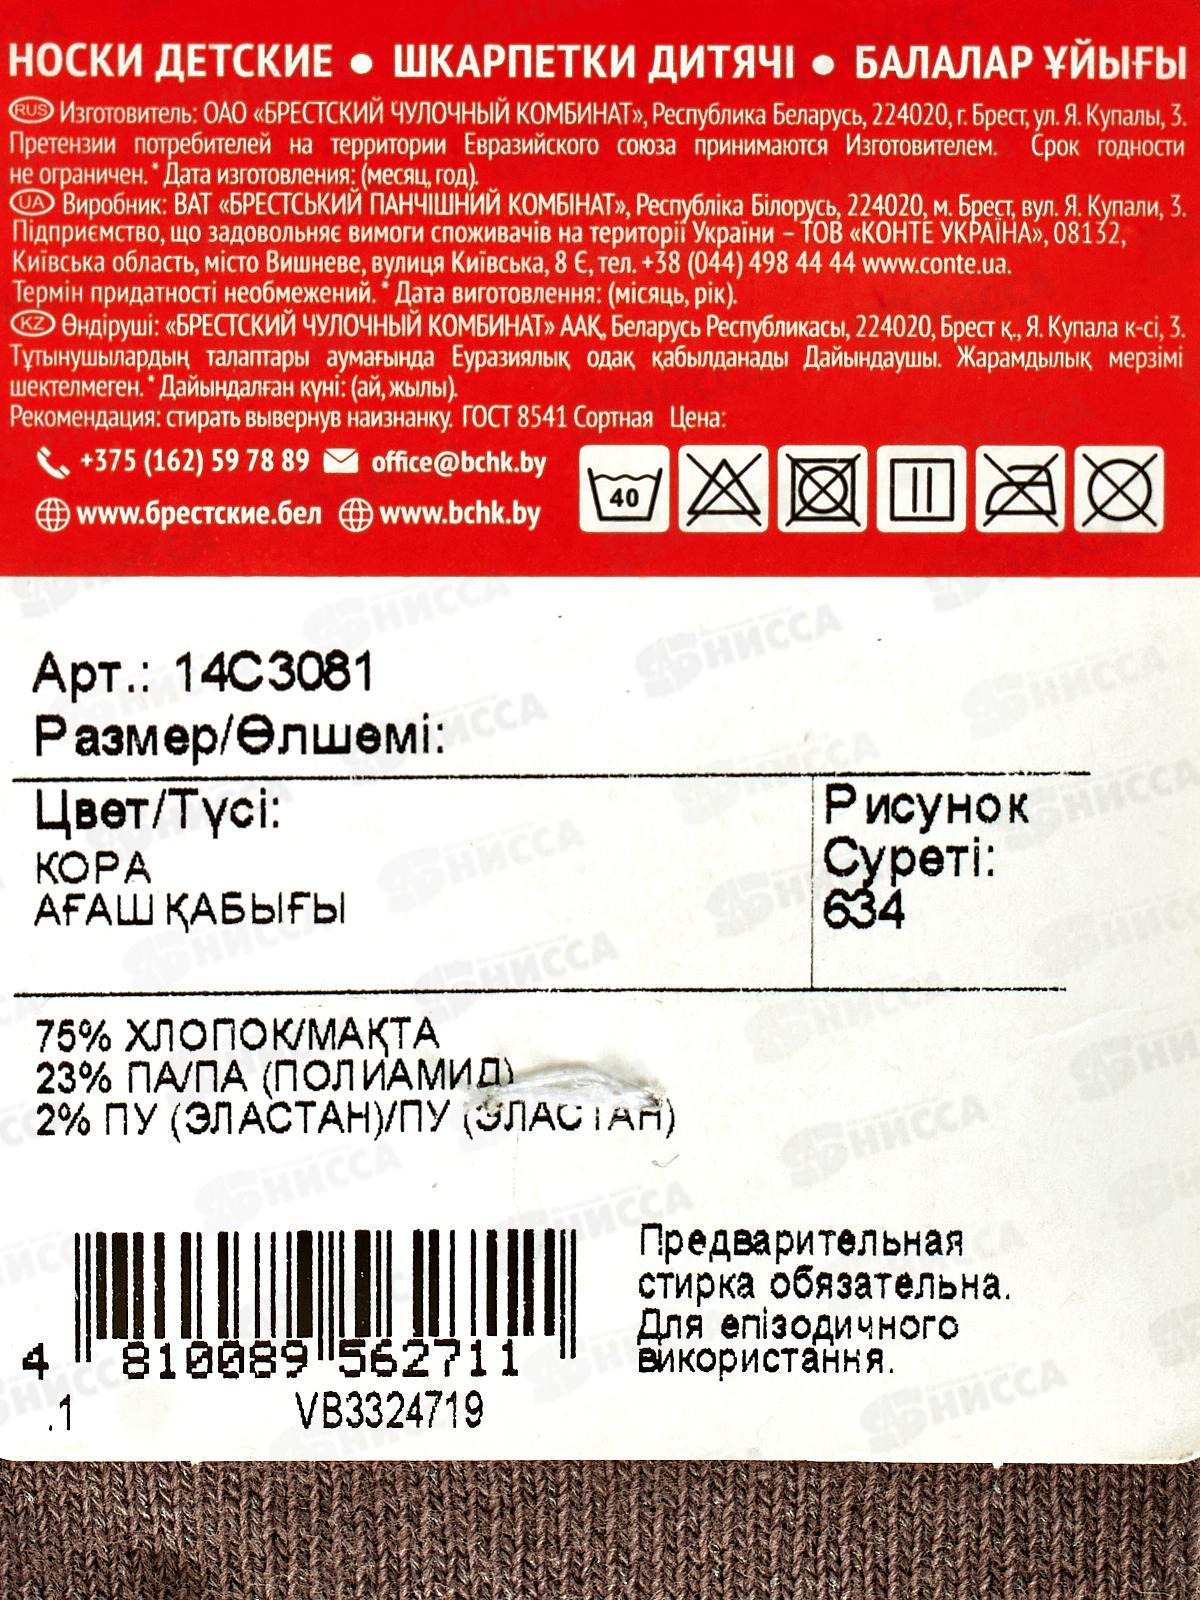 НОСКИ ДЕТСКИЕ • ШКАРПЕТКИ ДИТЯЧІ • БАЛАЛАР ҰЙЫҒЫ
RUS Изготовитель: ОАО «БРЕСТСКИЙ ЧУЛОЧНЫЙ КОМБИНАТ», Республика Беларусь, 224020, г. Брест, ул. Я. Купалы, 3.
Претензии потребителей на территории Евразийского союза принимаются Изготовителем. Срок годности
не ограничен. * Дата изготовления: (месяц, год).
UA Виробник: ВАТ «БРЕСТСЬКИЙ ПАНЧІШНИЙ КОМБІНАТ», Республіка Білорусь, 224020, м. Брест, вул. Я. Купали, 3.
Підприємство, що задовольняє вимоги споживачів на території України – ТОВ «КОНТЕ УКРАЇНА», 08132,
Київська область, місто Вишневе, вулиця Київська, 8 Є, тел. +38 (044) 498 44 44 www.conte.ua.
Термін придатності необмежений. * Дата виготовлення: (місяць, рік).
KZ Өндіруші: «БРЕСТСКИЙ ЧУЛОЧНЫЙ КОМБИНАТ» ААҚ, Беларусь Республикасы, 224020, Брест қ., Я. Купала к-сі, 3.
Тұтынушылардың талаптары аумағында Еуразиялық одақ қабылданады Дайындаушы. Жарамдылық мерзімі
шектелмеген. * Дайындалған күні: (ай, жылы).
Рекомендация: стирать вывернув наизнанку. ГОСТ 8541 Сортная Цена:
+375 (162) 59 78 89 office@bchk.by
www.брестские.бел www.bchk.by
40
Арт.: 14С3081
Размер/Өлшемі:
Цвет/Түсі:
КОРА
АҒАШ ҚАБЫҒЫ
Рисунок
Суреті:
634
75% ХЛОПОК/МАҚТА
23% ПА/ПА (ПОЛИАМИД)
2% ПУ (ЭЛАСТАН)/ПУ (ЭЛАСТАН)
Предварительная
стирка обязательна.
Для епізодичного
використання.
4 810089 562711
.1 VB3324719
НИССА